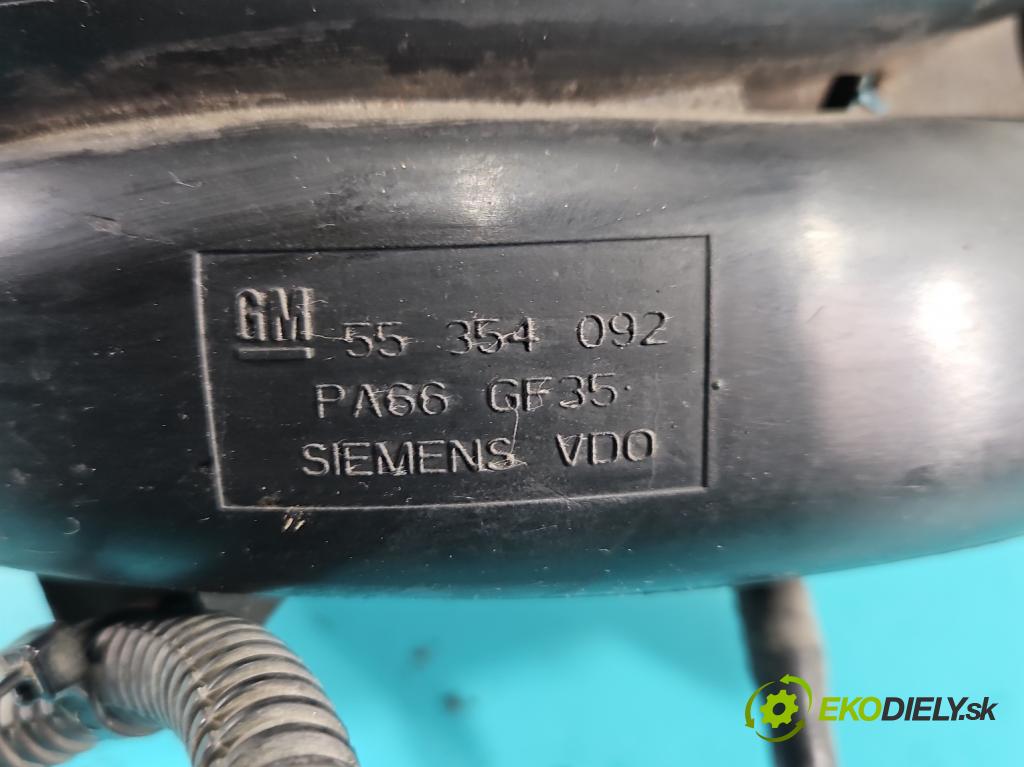 GM 55 354 092
PA66 GF35
SIEMENS VDO
EKODIELY.sk